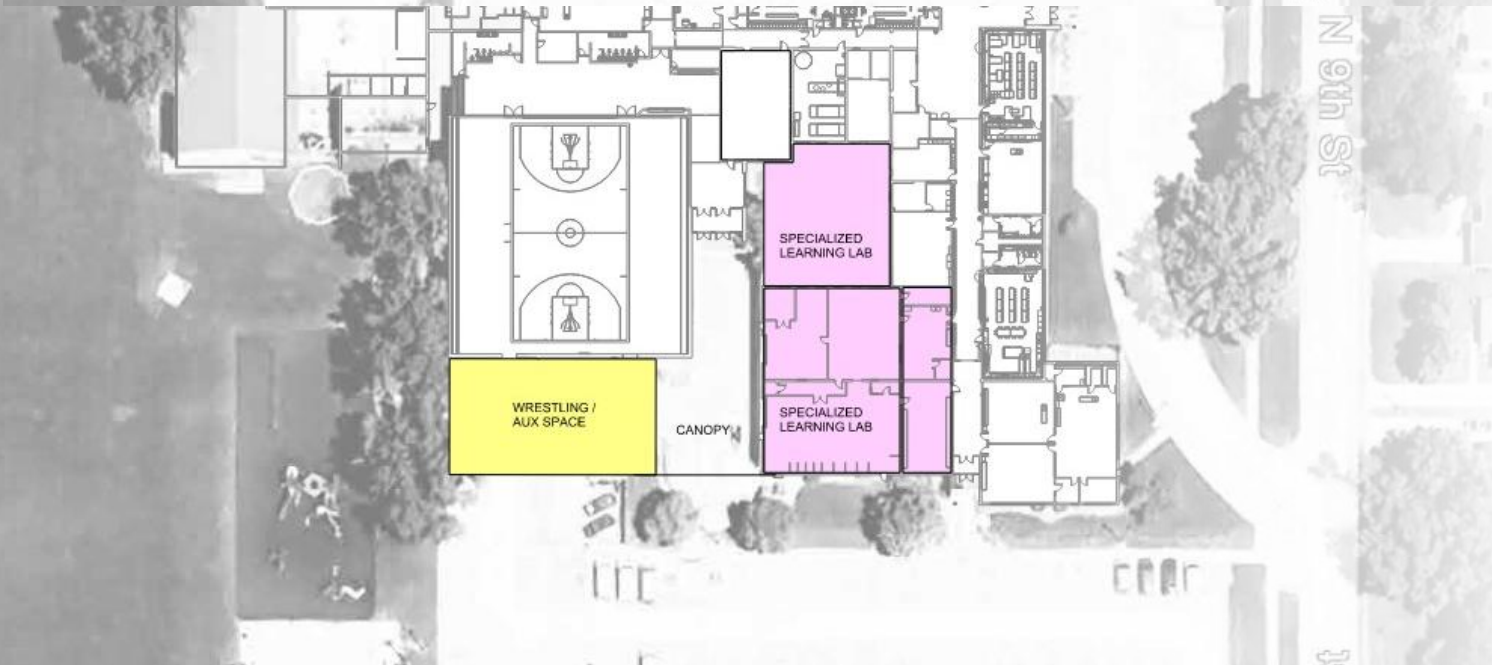 N 9th St
SPECIALIZED
LEARNING LAB
WRESTLING /
AUX SPACE
CANOPY
SPECIALIZED
LEARNING LAB